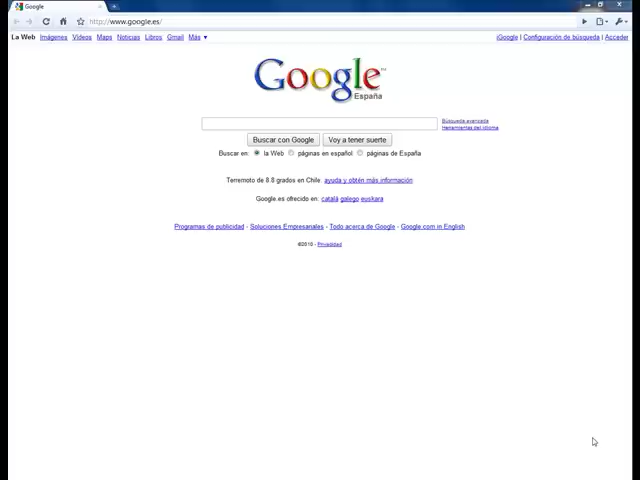 Google
http://www.google.es/
La Web Imágenes Vídeos Maps Noticias Libros Gmail Más ▼
iGoogle | Configuración de búsqueda | Acceder
Google™
España
Búsqueda avanzada
Herramientas del idioma
Buscar con Google Voy a tener suerte
Buscar en: la Web páginas en español páginas de España
Terremoto de 8.8 grados en Chile: ayuda y obtén más información
Google.es ofrecido en: català galego euskara
Programas de publicidad - Soluciones Empresariales - Todo acerca de Google - Google.com in English
©2010 - Privacidad